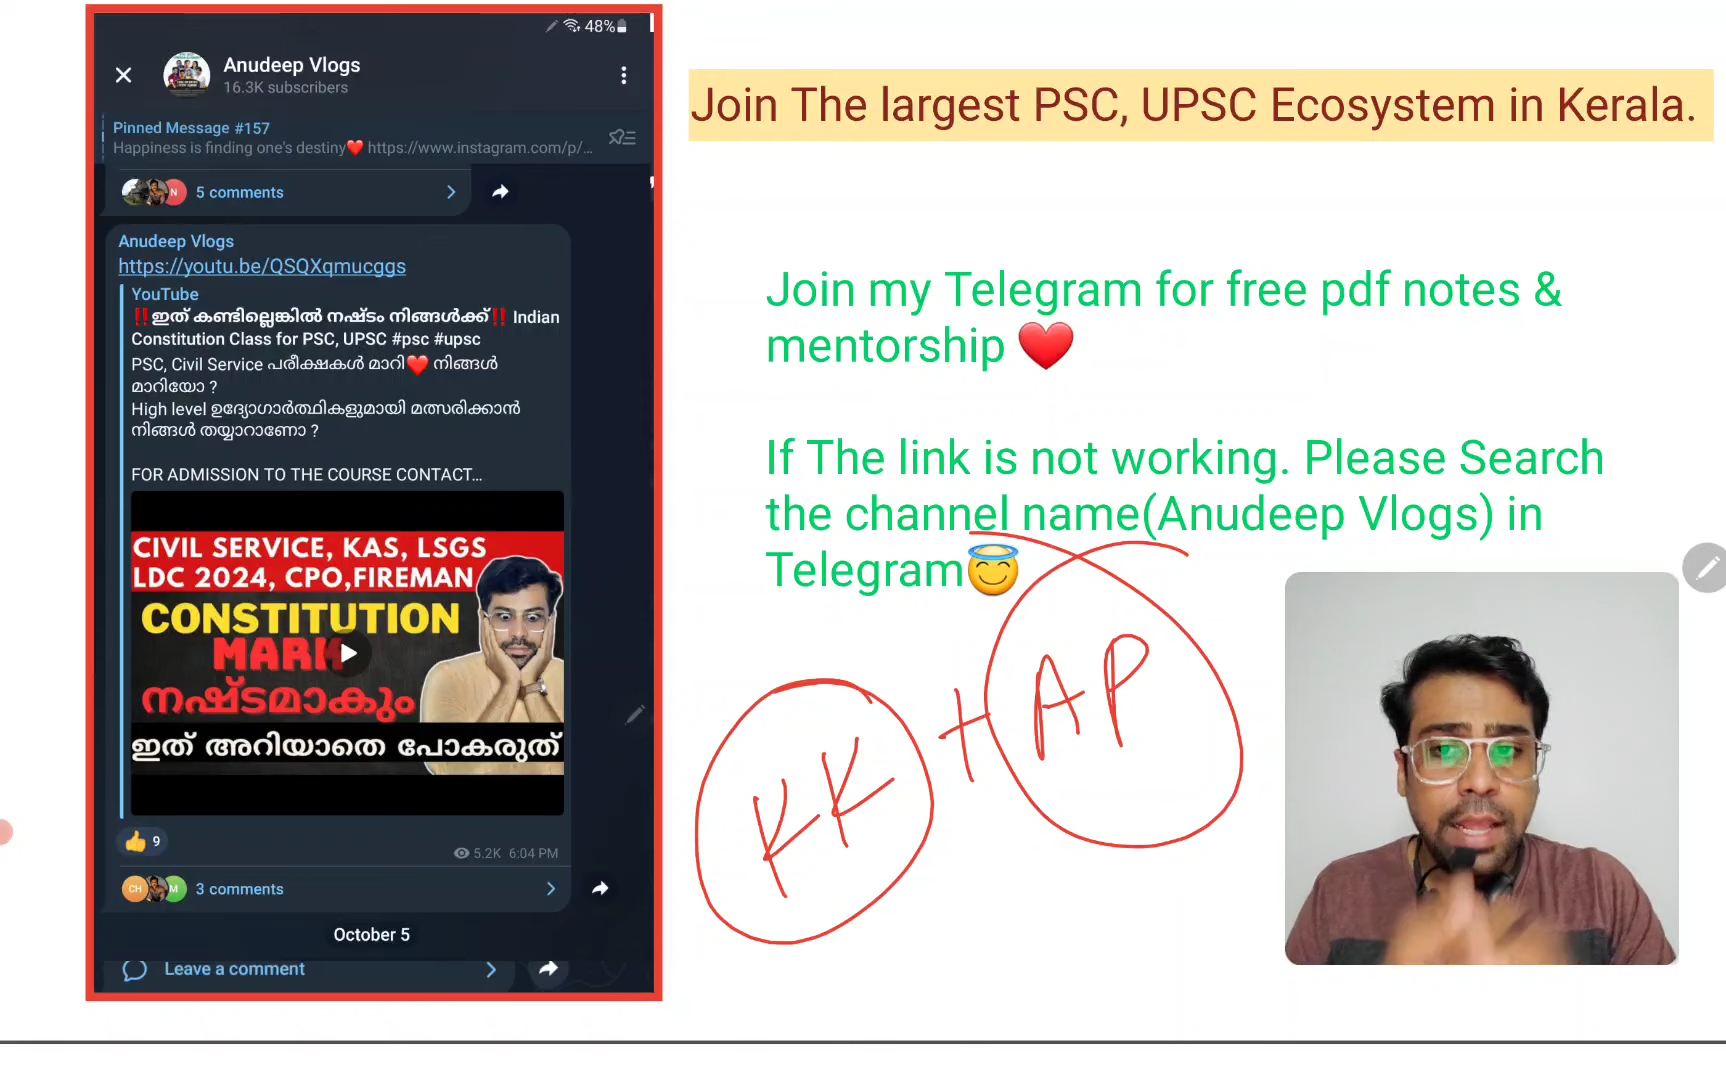 48%
Anudeep Vlogs
16.3K subscribers
Pinned Message #157
Happiness is finding one's destiny❤️ https://www.instagram.com/p/...
N
5 comments
Anudeep Vlogs
https://youtu.be/QSQXqmucggs
YouTube
‼️ഇത് കണ്ടില്ലെങ്കിൽ നഷ്ടം നിങ്ങൾക്ക്‼️ Indian
Constitution Class for PSC, UPSC #psc #upsc
PSC, Civil Service പരീക്ഷകൾ മാറി❤️ നിങ്ങൾ
മാറിയോ ?
High level ഉദ്യോഗാർത്ഥികളുമായി മത്സരിക്കാൻ
നിങ്ങൾ തയ്യാറാണോ ?
FOR ADMISSION TO THE COURSE CONTACT...
CIVIL SERVICE, KAS, LSGS
LDC 2024, CPO,FIREMAN
CONSTITUTION
MARK
നഷ്ടമാകും
ഇത് അറിയാതെ പോകരുത്
👍 9
5.2K 6:04 PM
CH M
3 comments
October 5
Leave a comment
Join The largest PSC, UPSC Ecosystem in Kerala.
Join my Telegram for free pdf notes &
mentorship ❤️
If The link is not working. Please Search
the channel name(Anudeep Vlogs) in
Telegram😇
KK + AP